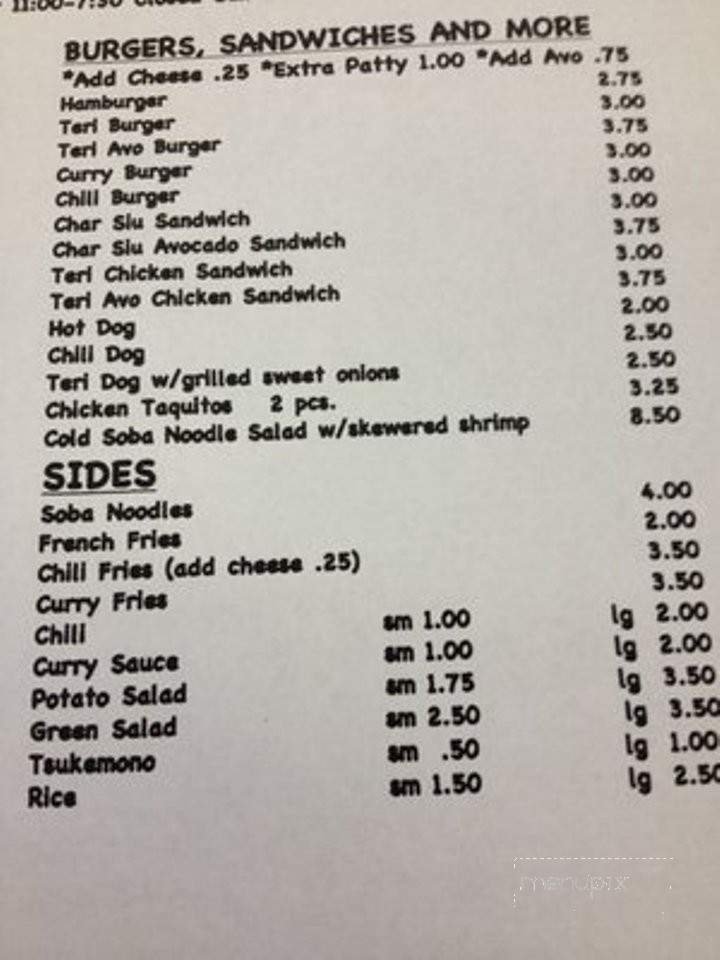 BURGERS, SANDWICHES AND MORE
*Add Cheese .25 *Extra Patty 1.00 *Add Avo .75
Hamburger 2.75
Teri Burger 3.00
Teri Avo Burger 3.75
Curry Burger 3.00
Chili Burger 3.00
Char Siu Sandwich 3.00
Char Siu Avocado Sandwich 3.75
Teri Chicken Sandwich 3.00
Teri Avo Chicken Sandwich 3.75
Hot Dog 2.00
Chili Dog 2.50
Teri Dog w/grilled sweet onions 2.50
Chicken Taquitos 2 pcs. 3.25
Cold Soba Noodle Salad w/skewered shrimp 8.50
SIDES
Soba Noodles 4.00
French Fries 2.00
Chili Fries (add cheese .25) 3.50
Curry Fries 3.50
Chili sm 1.00 lg 2.00
Curry Sauce sm 1.00 lg 2.00
Potato Salad sm 1.75 lg 3.50
Green Salad sm 2.50 lg 3.50
Tsukemono sm .50 lg 1.00
Rice sm 1.50 lg 2.50
menupix